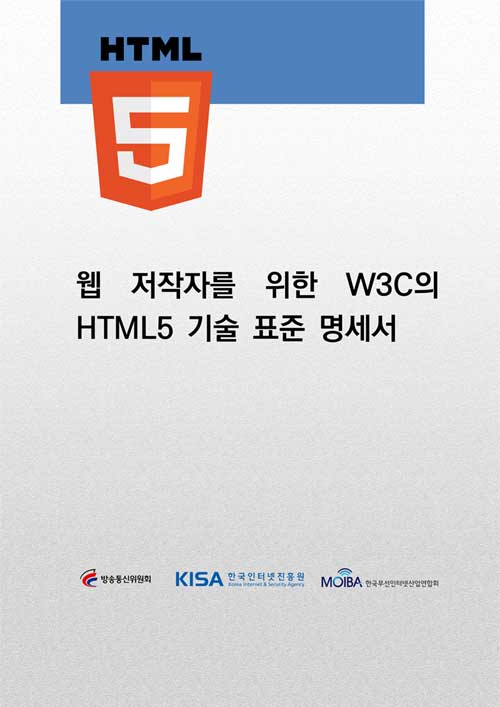 HTML
5
웹 저작자를 위한 W3C의
HTML5 기술 표준 명세서
방송통신위원회
KISA 한국인터넷진흥원
Korea Internet & Security Agency
MOIBA 한국무선인터넷산업연합회